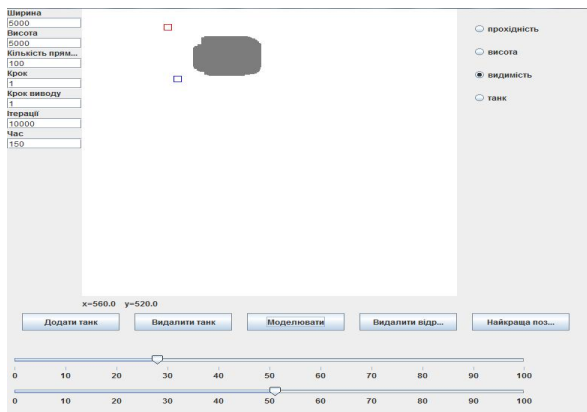 Ширина
5000
Висота
5000
Кількість прям...
100
Крок
1
Крок виводу
1
Ітерації
10000
Час
150
прохідність
висота
видимість
танк
x=560.0 y=520.0
Додати танк Видалити танк Моделювати Видалити відр... Найкраща поз...
0 10 20 30 40 50 60 70 80 90 100
0 10 20 30 40 50 60 70 80 90 100